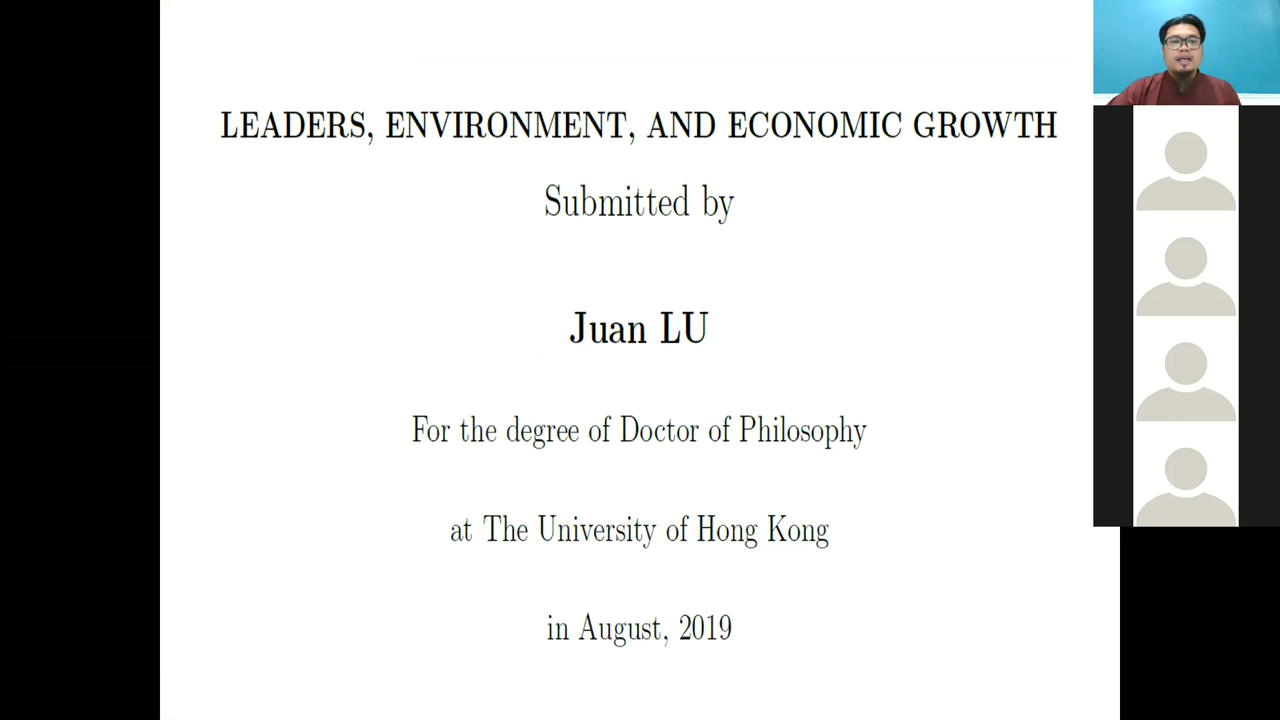 LEADERS, ENVIRONMENT, AND ECONOMIC GROWTH
Submitted by
Juan LU
For the degree of Doctor of Philosophy
at The University of Hong Kong
in August, 2019